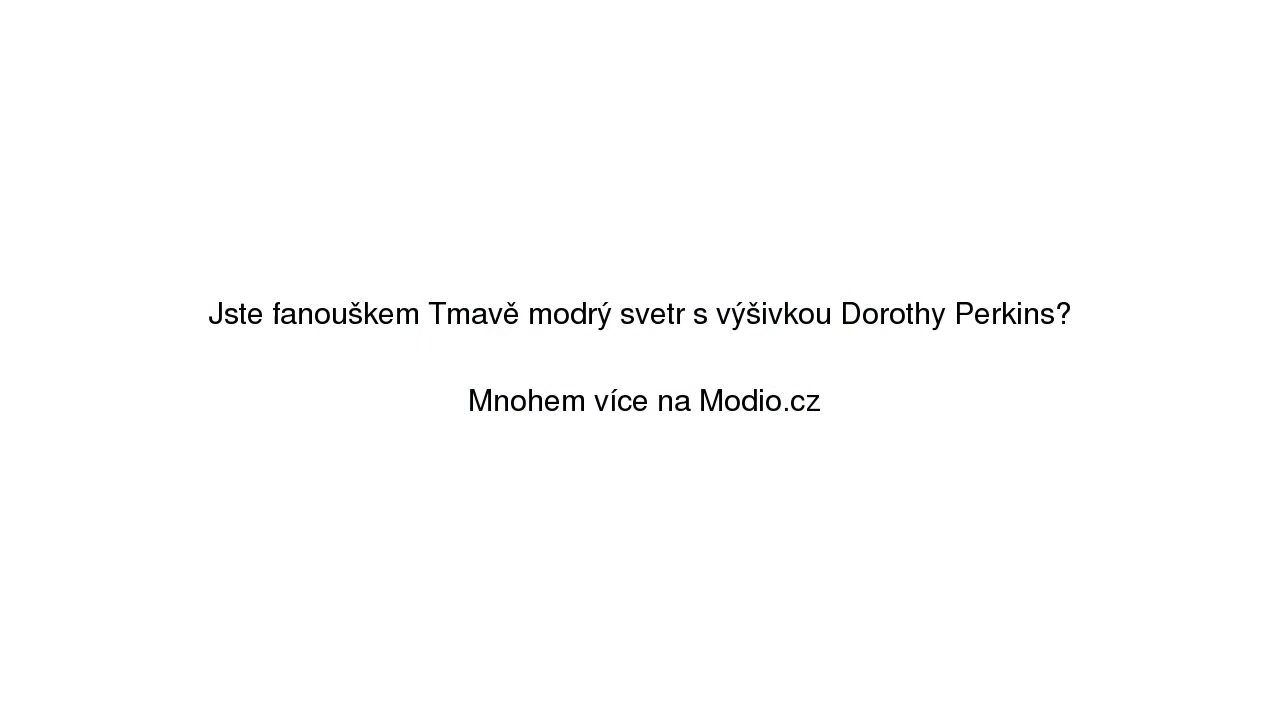 Jste fanouškem Tmavě modrý svetr s výšivkou Dorothy Perkins?
Mnohem více na Modio.cz